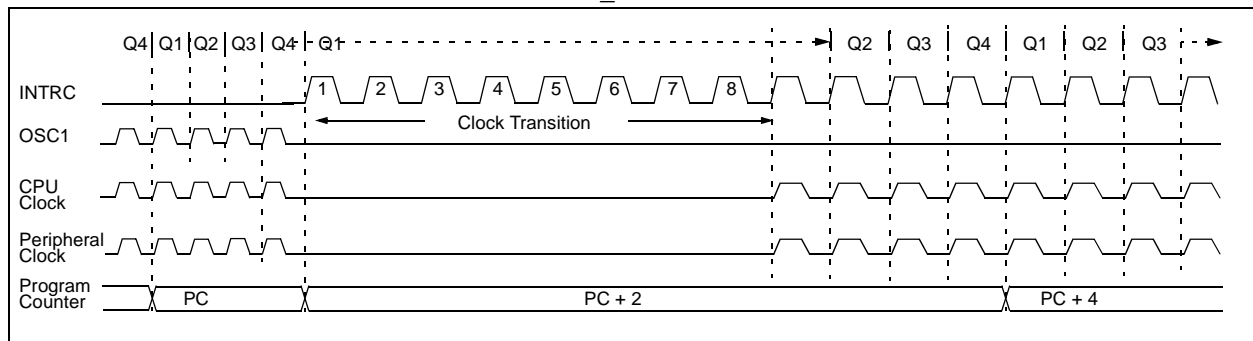 Q4 Q1 Q2 Q3 Q4 Q1 Q2 Q3 Q4 Q1 Q2 Q3
INTRC 1 2 3 4 5 6 7 8
Clock Transition
OSC1
CPU
Clock
Peripheral
Clock
Program
Counter PC PC + 2 PC + 4